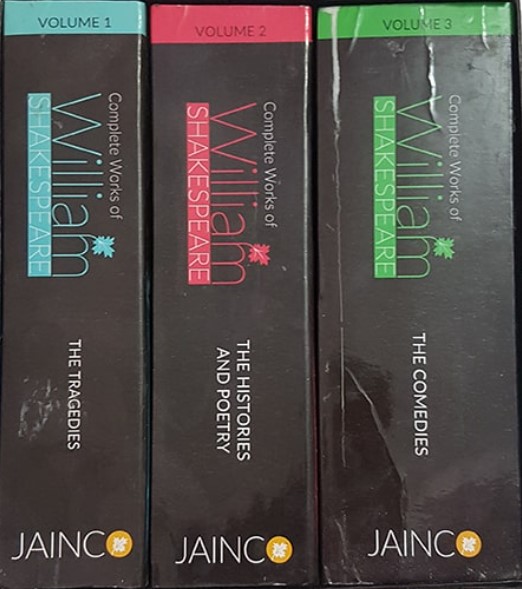 VOLUME 1
Complete Works of
William
SHAKESPEARE
THE TRAGEDIES
JAINCO
VOLUME 2
Complete Works of
William
SHAKESPEARE
THE HISTORIES
AND POETRY
JAINCO
VOLUME 3
Complete Works of
William
SHAKESPEARE
THE COMEDIES
JAINCO